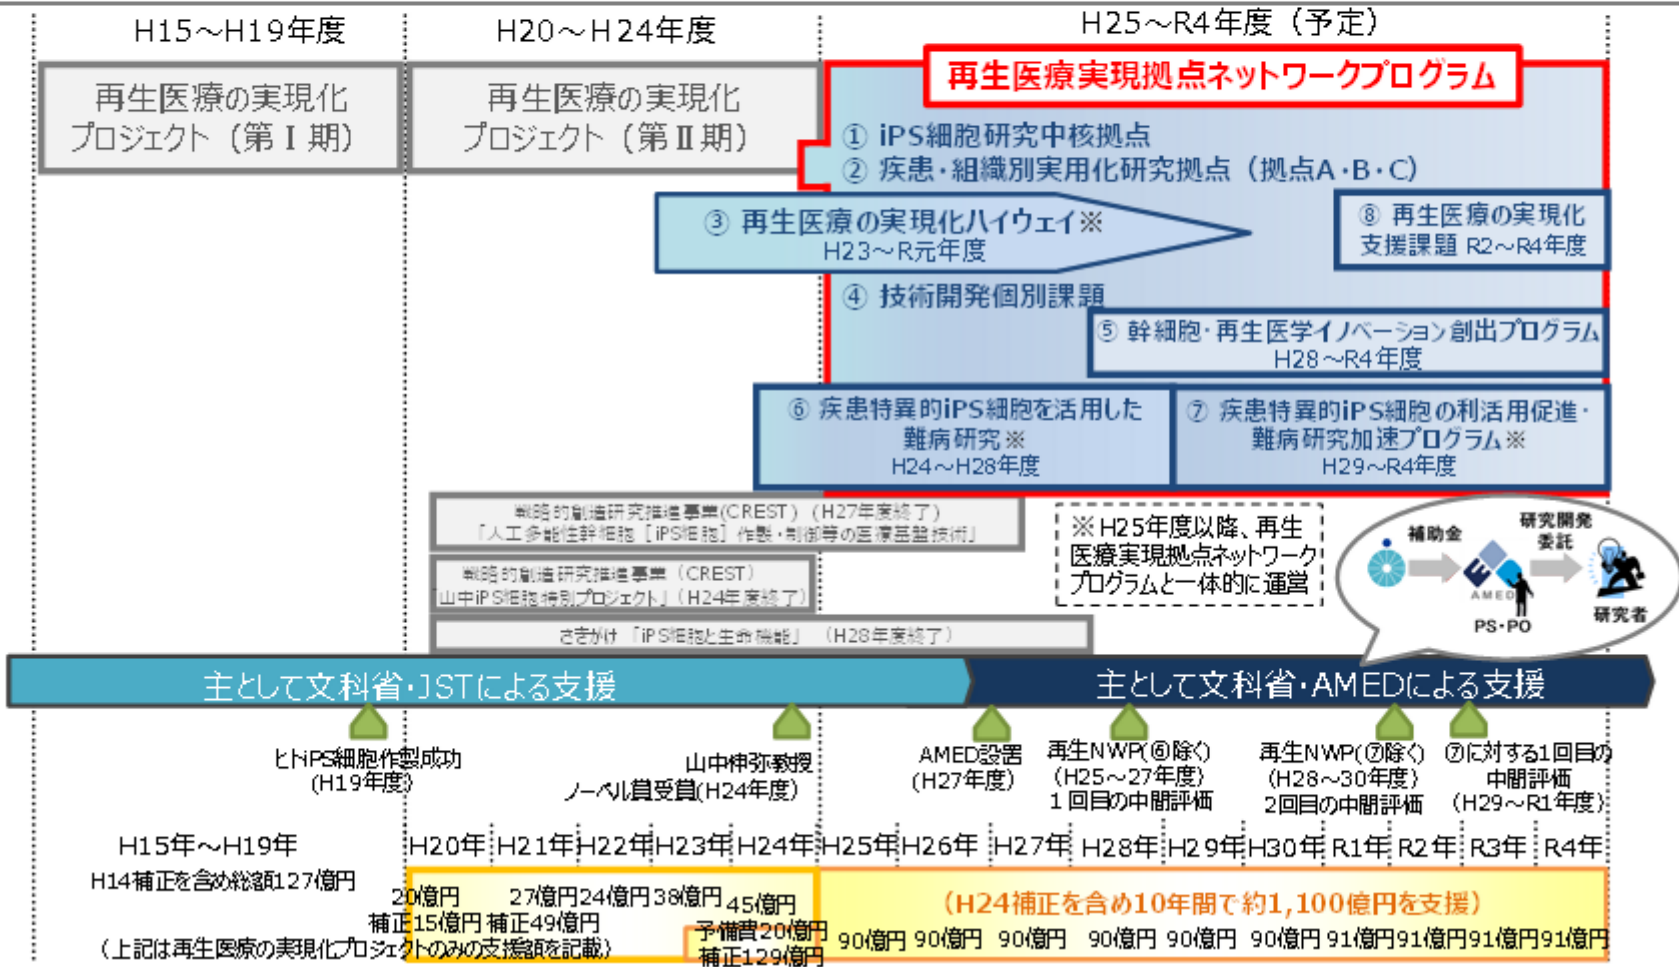 H15～H19年度
H20～H24年度
H25～R4年度（予定）
再生医療の実現化
プロジェクト（第Ⅰ期）
再生医療の実現化
プロジェクト（第Ⅱ期）
再生医療実現拠点ネットワークプログラム
① iPS細胞研究中核拠点
② 疾患・組織別実用化研究拠点（拠点A・B・C）
③ 再生医療の実現化ハイウェイ※
H23～R元年度
⑧ 再生医療の実現化
支援課題 R2～R4年度
④ 技術開発個別課題
⑤ 幹細胞・再生医学イノベーション創出プログラム
H28～R4年度
⑥ 疾患特異的iPS細胞を活用した
難病研究※
H24～H28年度
⑦ 疾患特異的iPS細胞の利活用促進・
難病研究加速プログラム※
H29～R4年度
戦略的創造研究推進事業(CREST)（H27年度終了）
「人工多能性幹細胞［iPS細胞］作製・制御等の医療基盤技術」
戦略的創造研究推進事業（CREST）
「山中iPS細胞特別プロジェクト」（H24年度終了）
さきがけ 「iPS細胞と生命機能」 （H28年度終了）
※H25年度以降、再生
医療実現拠点ネットワーク
プログラムと一体的に運営
補助金
研究開発
委託
AMED
PS・PO
研究者
主として文科省・JSTによる支援
主として文科省・AMEDによる支援
ヒトiPS細胞作製成功
(H19年度)
山中伸弥教授
ノーベル賞受賞(H24年度)
AMED設置
(H27年度)
再生NWP(⑥除く)
(H25～27年度)
1回目の中間評価
再生NWP(⑦除く)
(H28～30年度)
2回目の中間評価
⑦に対する1回目の
中間評価
(H29～R1年度)
H15年～H19年
H20年 H21年 H22年 H23年 H24年 H25年 H26年 H27年 H28年 H29年 H30年 R1年 R2年 R3年 R4年
H14補正を含め総額127億円
20億円 27億円 24億円 38億円 45億円
補正15億円 補正49億円
予備費20億円
補正129億円
（上記は再生医療の実現化プロジェクトのみの支援額を記載）
（H24補正を含め10年間で約1,100億円を支援）
90億円 90億円 90億円 90億円 90億円 90億円 91億円 91億円 91億円 91億円